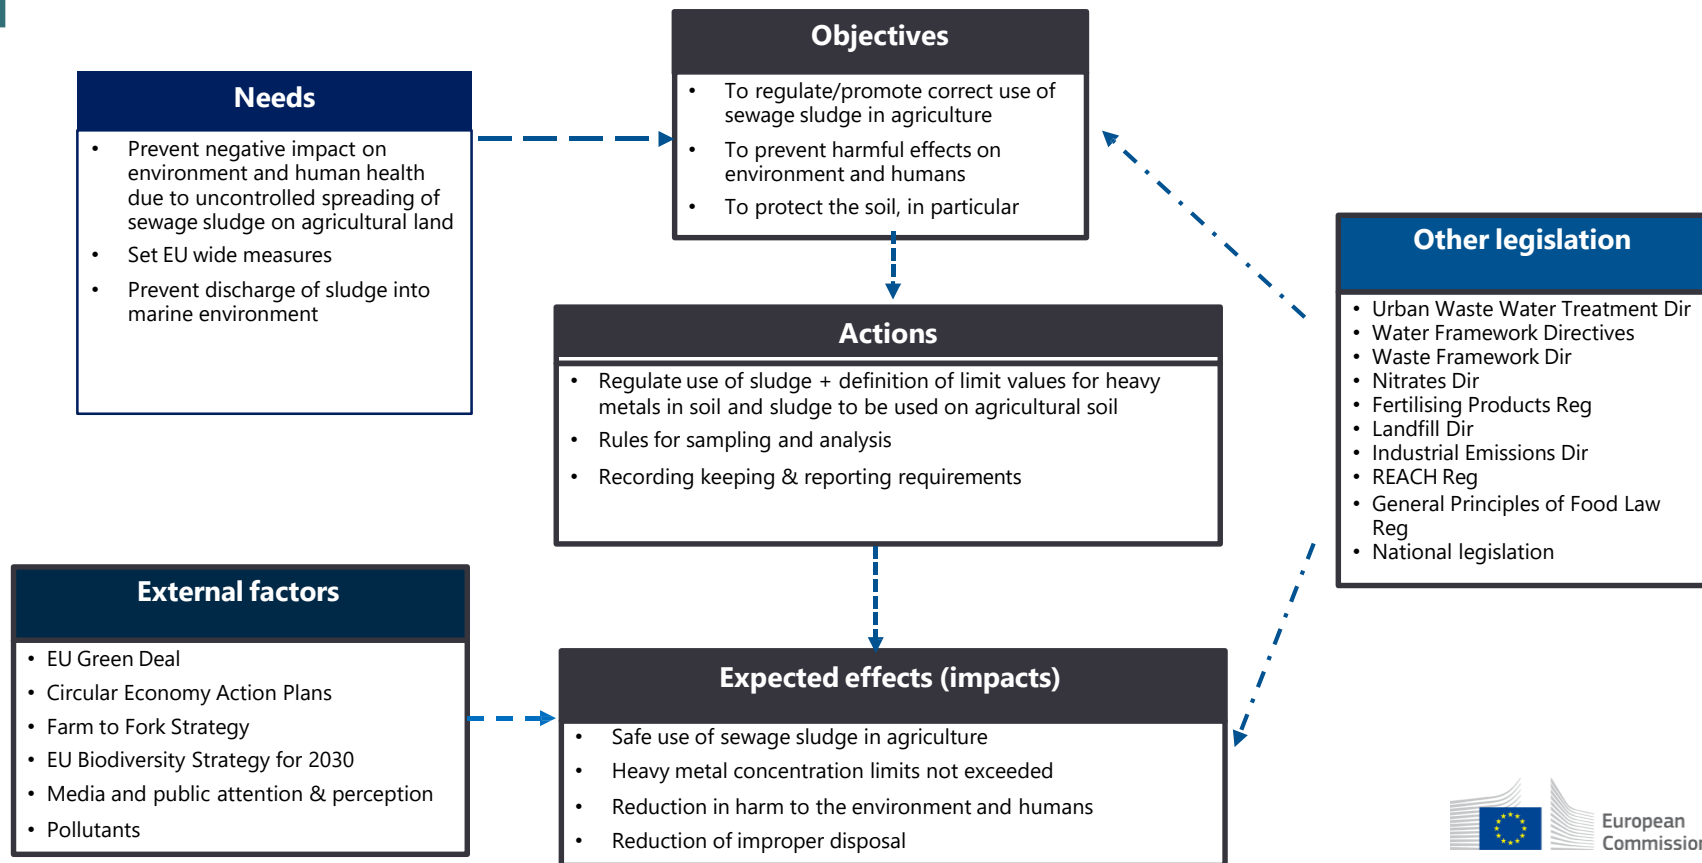 Objectives
• To regulate/promote correct use of
sewage sludge in agriculture
• To prevent harmful effects on
environment and humans
• To protect the soil, in particular
Needs
• Prevent negative impact on
environment and human health
due to uncontrolled spreading of
sewage sludge on agricultural land
• Set EU wide measures
• Prevent discharge of sludge into
marine environment
Other legislation
• Urban Waste Water Treatment Dir
• Water Framework Directives
• Waste Framework Dir
• Nitrates Dir
• Fertilising Products Reg
• Landfill Dir
• Industrial Emissions Dir
• REACH Reg
• General Principles of Food Law
Reg
• National legislation
Actions
• Regulate use of sludge + definition of limit values for heavy
metals in soil and sludge to be used on agricultural soil
• Rules for sampling and analysis
• Recording keeping & reporting requirements
External factors
• EU Green Deal
• Circular Economy Action Plans
• Farm to Fork Strategy
• EU Biodiversity Strategy for 2030
• Media and public attention & perception
• Pollutants
Expected effects (impacts)
• Safe use of sewage sludge in agriculture
• Heavy metal concentration limits not exceeded
• Reduction in harm to the environment and humans
• Reduction of improper disposal
European
Commission